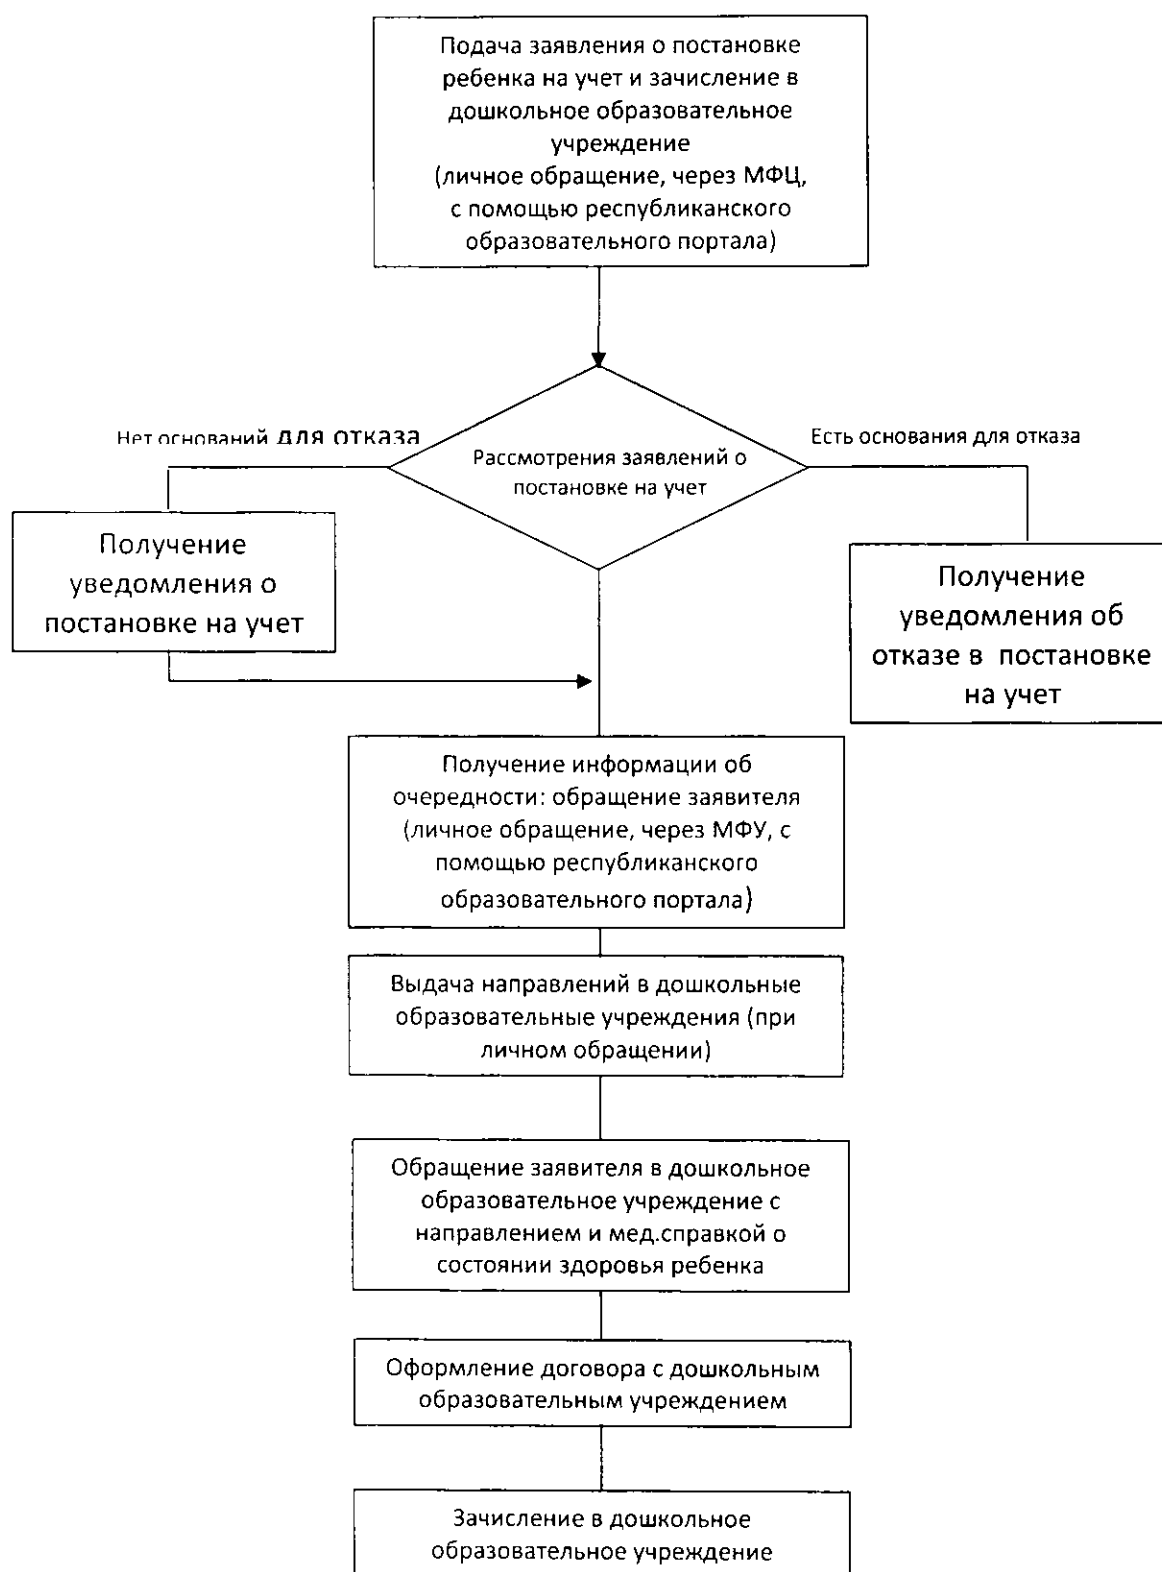 Подача заявления о постановке
ребенка на учет и зачисление в
дошкольное образовательное
учреждение
(личное обращение, через МФЦ,
с помощью республиканского
образовательного портала)
Нет оснований для отказа
Есть основания для отказа
Рассмотрения заявлений о
постановке на учет
Получение
уведомления о
постановке на учет
Получение
уведомления об
отказе в постановке
на учет
Получение информации об
очередности: обращение заявителя
(личное обращение, через МФУ, с
помощью республиканского
образовательного портала)
Выдача направлений в дошкольные
образовательные учреждения (при
личном обращении)
Обращение заявителя в дошкольное
образовательное учреждение с
направлением и мед.справкой о
состоянии здоровья ребенка
Оформление договора с дошкольным
образовательным учреждением
Зачисление в дошкольное
образовательное учреждение